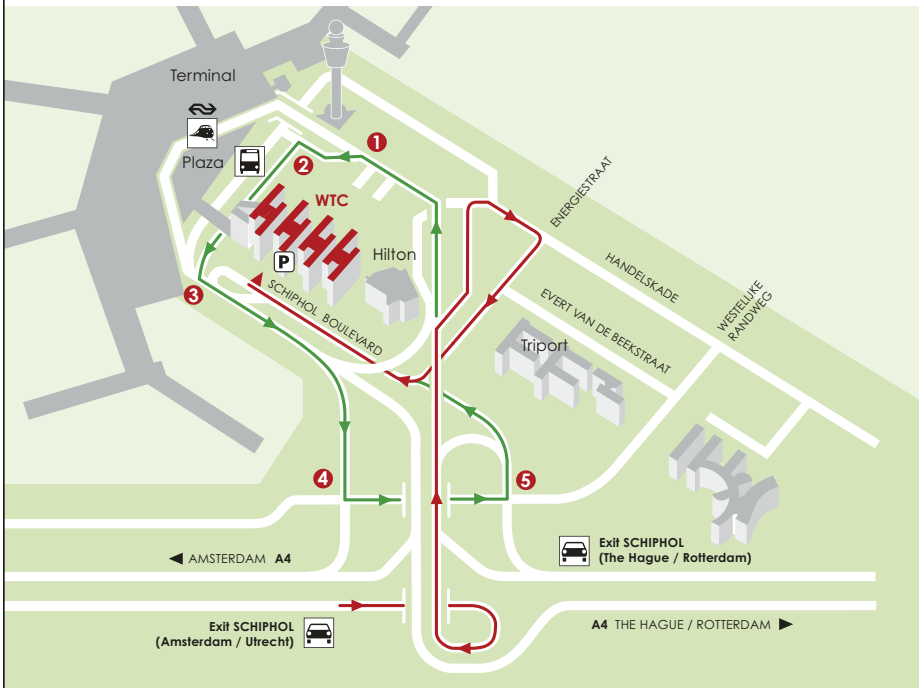 Terminal
Plaza
1
2
WTC
Hilton
P
3
SCHIPHOL BOULEVARD
ENERGIESTRAAT
HANDELSKADE
WESTELIJKE
RANDWEG
EVERT VAN DE BEEKSTRAAT
Triport
4
5
AMSTERDAM A4
Exit SCHIPHOL
(The Hague / Rotterdam)
Exit SCHIPHOL
(Amsterdam / Utrecht)
A4 THE HAGUE / ROTTERDAM